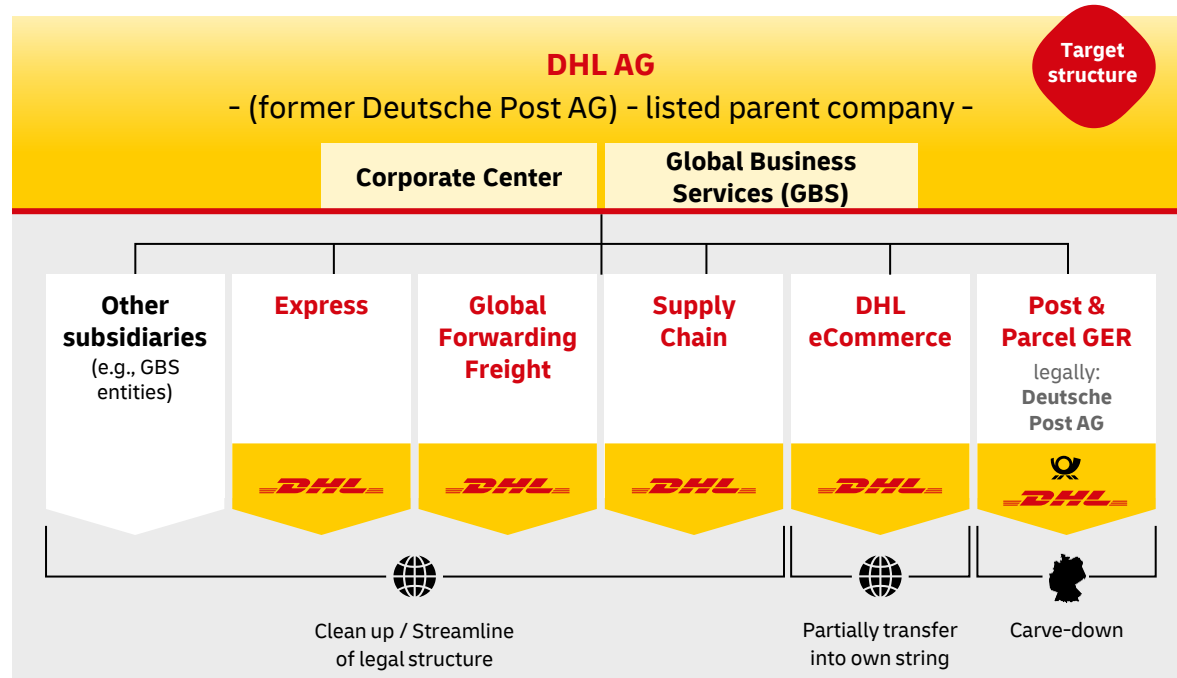 Target
structure
DHL AG
- (former Deutsche Post AG) - listed parent company -
Corporate Center
Global Business
Services (GBS)
Other
subsidiaries
(e.g., GBS
entities)
Express
DHL
Global
Forwarding
Freight
DHL
Supply
Chain
DHL
DHL
eCommerce
DHL
Post &
Parcel GER
legally:
Deutsche
Post AG
DHL
Clean up / Streamline
of legal structure
Partially transfer
into own string
Carve-down